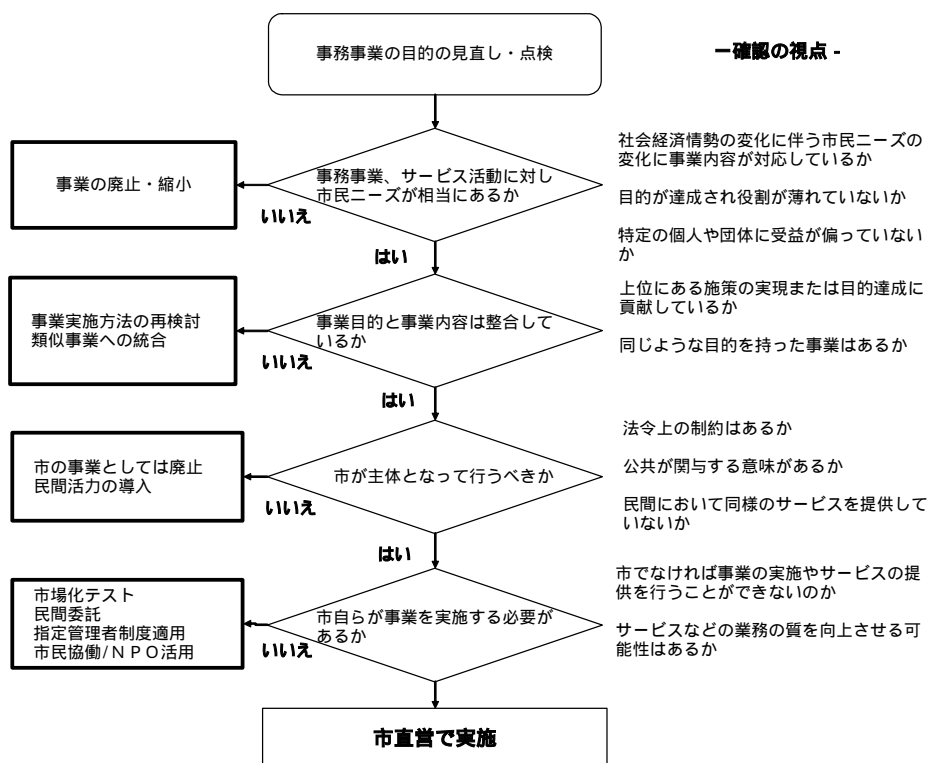 事務事業の目的の見直し・点検
ー確認の視点 -
事務事業、サービス活動に対し
市民ニーズが相当にあるか
いいえ
事業の廃止・縮小
はい
社会経済情勢の変化に伴う市民ニーズの
変化に事業内容が対応しているか
目的が達成され役割が薄れていないか
特定の個人や団体に受益が偏っていない
か
事業目的と事業内容は整合して
いるか
いいえ
事業実施方法の再検討
類似事業への統合
はい
上位にある施策の実現または目的達成に
貢献しているか
同じような目的を持った事業はあるか
市が主体となって行うべきか
いいえ
市の事業としては廃止
民間活力の導入
はい
法令上の制約はあるか
公共が関与する意味があるか
民間において同様のサービスを提供して
いないか
市自らが事業を実施する必要が
あるか
いいえ
市場化テスト
民間委託
指定管理者制度適用
市民協働/ＮＰＯ活用
市でなければ事業の実施やサービスの提
供を行うことができないのか
サービスなどの業務の質を向上させる可
能性はあるか
市直営で実施